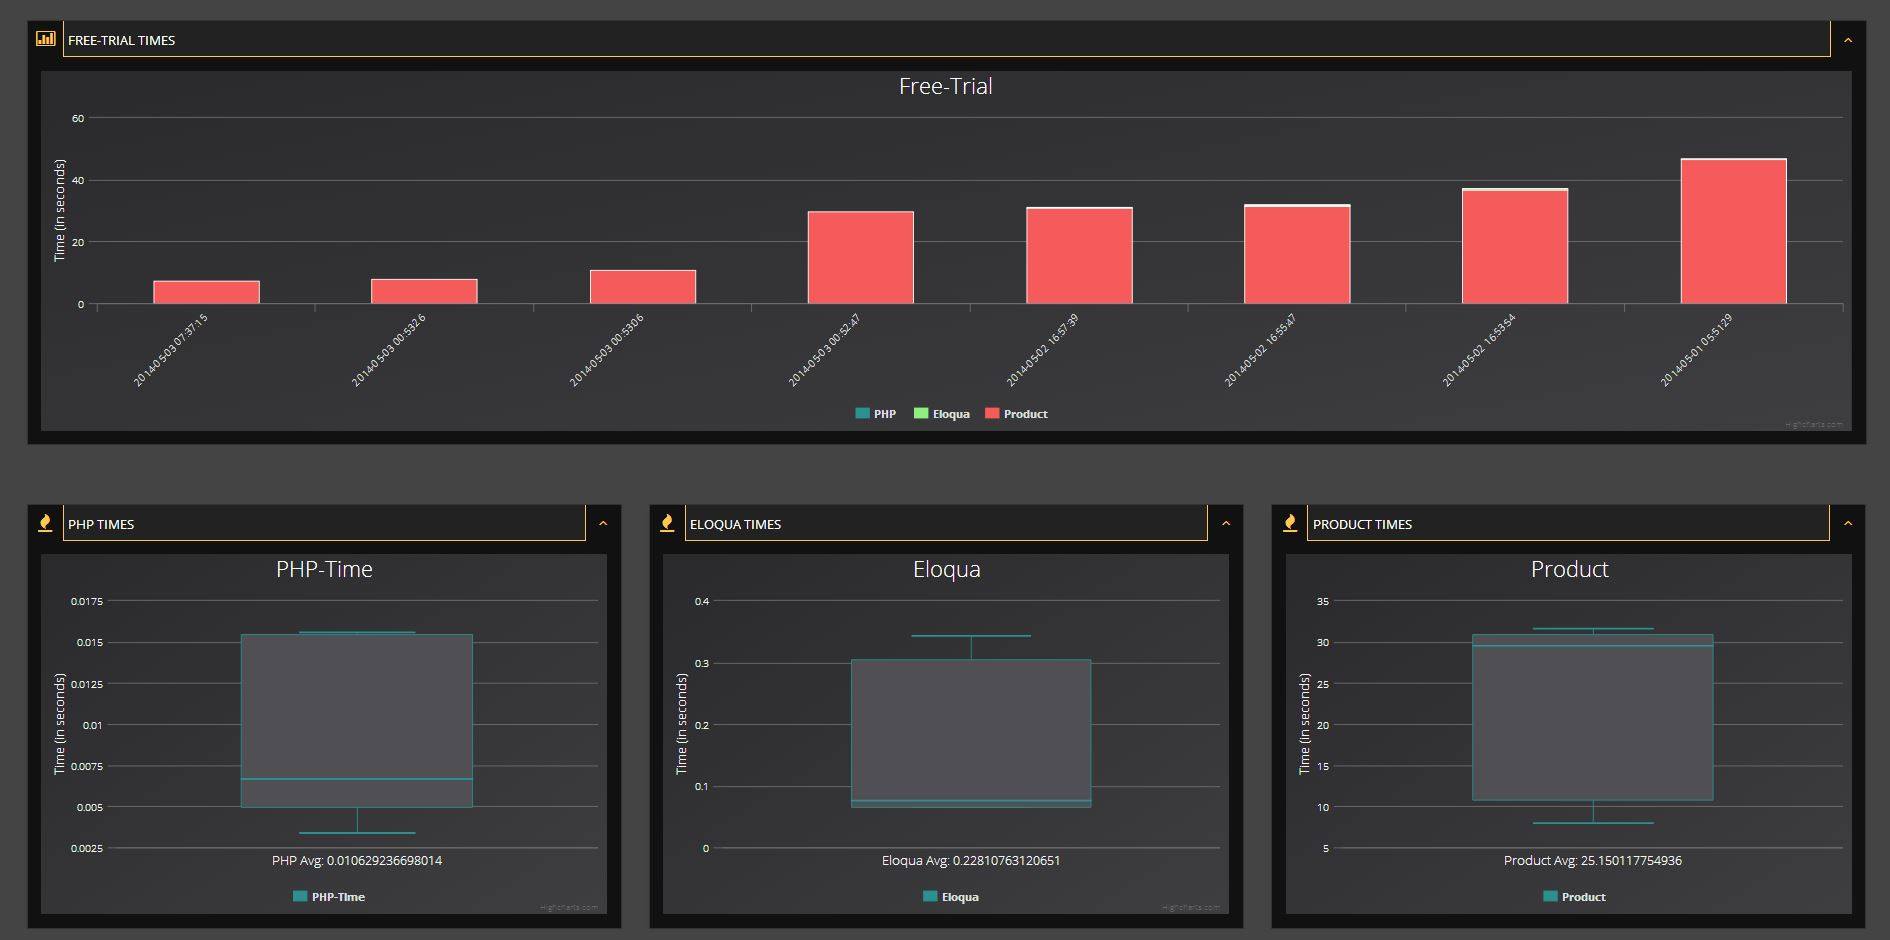 FREE-TRIAL TIMES
Free-Trial
Time (in seconds)
60
40
20
0
2014-05-03 07:37:15
2014-05-03 00:53:26
2014-05-03 00:53:06
2014-05-03 00:52:47
2014-05-02 16:57:39
2014-05-02 16:55:47
2014-05-02 16:53:54
2014-05-01 05:51:29
PHP Eloqua Product
Highcharts.com
PHP TIMES
PHP-Time
Time (in seconds)
0.0175
0.015
0.0125
0.01
0.0075
0.005
0.0025
PHP Avg: 0.010629236698014
PHP-Time
Highcharts.com
ELOQUA TIMES
Eloqua
Time (in seconds)
0.4
0.3
0.2
0.1
0
Eloqua Avg: 0.22810763120651
Eloqua
Highcharts.com
PRODUCT TIMES
Product
Time (in seconds)
35
30
25
20
15
10
5
Product Avg: 25.150117754936
Product
Highcharts.com